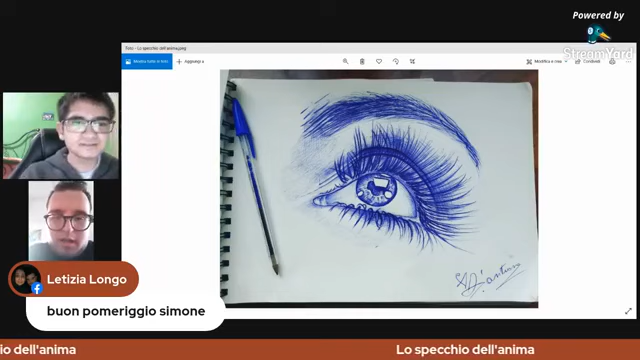 Powered by
StreamYard
Foto - Lo specchio dell'anima.png
Mostra tutte le foto
Aggiungi a
Modifica e crea
Condividi
Letizia Longo
buon pomeriggio simone
io dell'anima
Lo specchio dell'anima